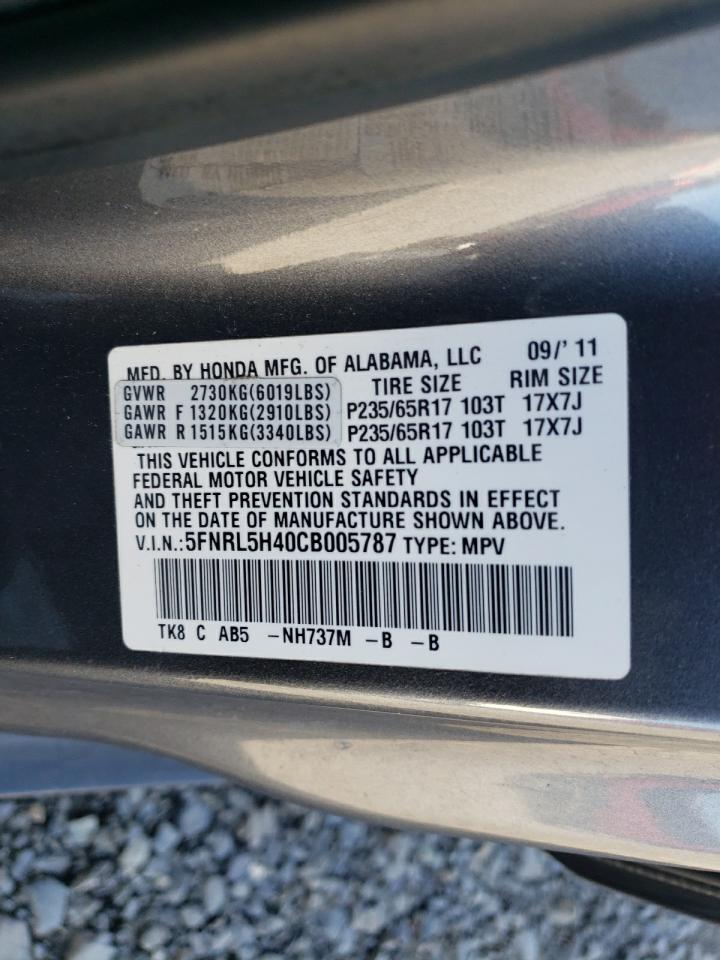 MFD. BY HONDA MFG. OF ALABAMA, LLC 09/' 11
GVWR 2730KG(6019LBS) TIRE SIZE RIM SIZE
GAWR F 1320KG(2910LBS) P235/65R17 103T 17X7J
GAWR R 1515KG(3340LBS) P235/65R17 103T 17X7J
THIS VEHICLE CONFORMS TO ALL APPLICABLE
FEDERAL MOTOR VEHICLE SAFETY
AND THEFT PREVENTION STANDARDS IN EFFECT
ON THE DATE OF MANUFACTURE SHOWN ABOVE.
V.I.N.:5FNRL5H40CB005787 TYPE: MPV
TK8 C AB5 -NH737M -B -B